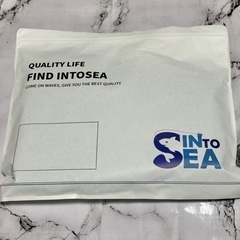 QUALITY LIFE
FIND INTOSEA
COME ON WAVES, GIVE YOU THE BEST QUALITY
SINTO
SEA